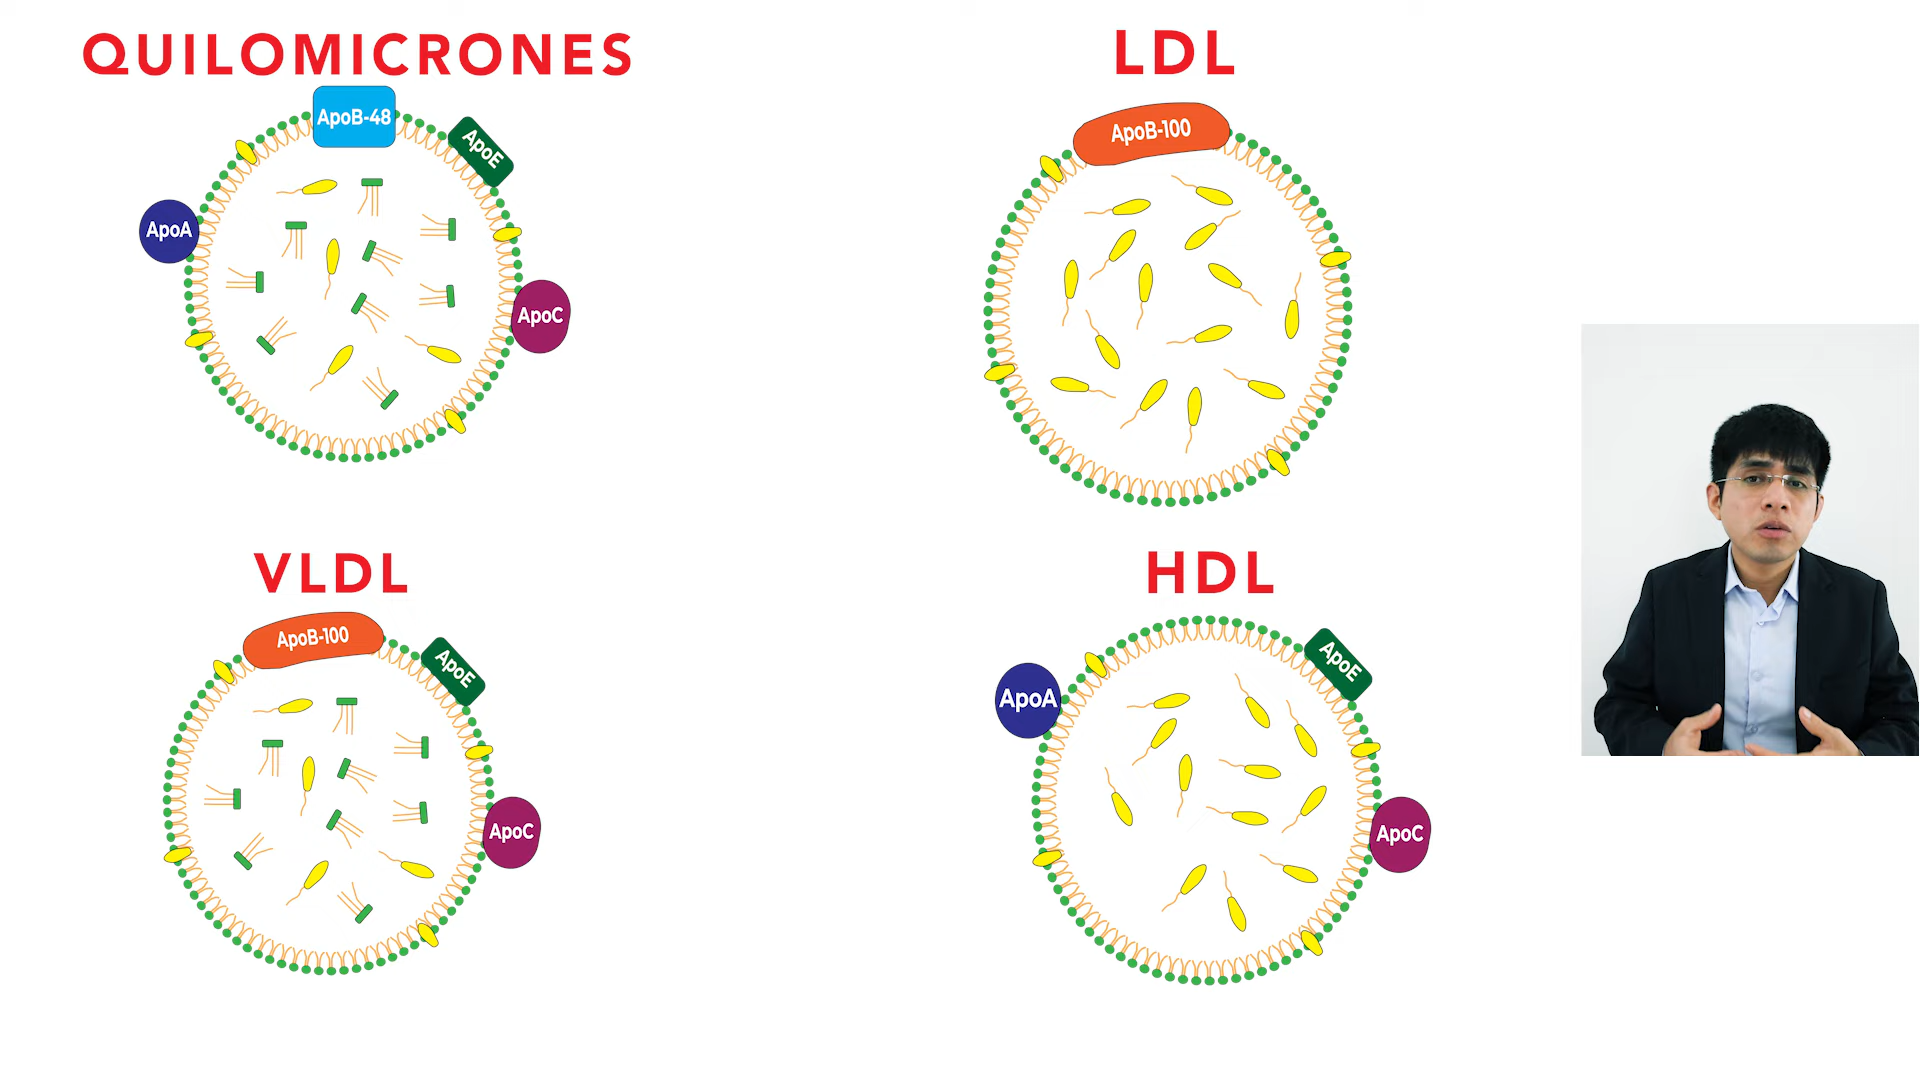 QUILOMICRONES
ApoB-48
ApoE
ApoA
ApoC
LDL
ApoB-100
VLDL
ApoB-100
ApoE
ApoC
HDL
ApoE
ApoA
ApoC